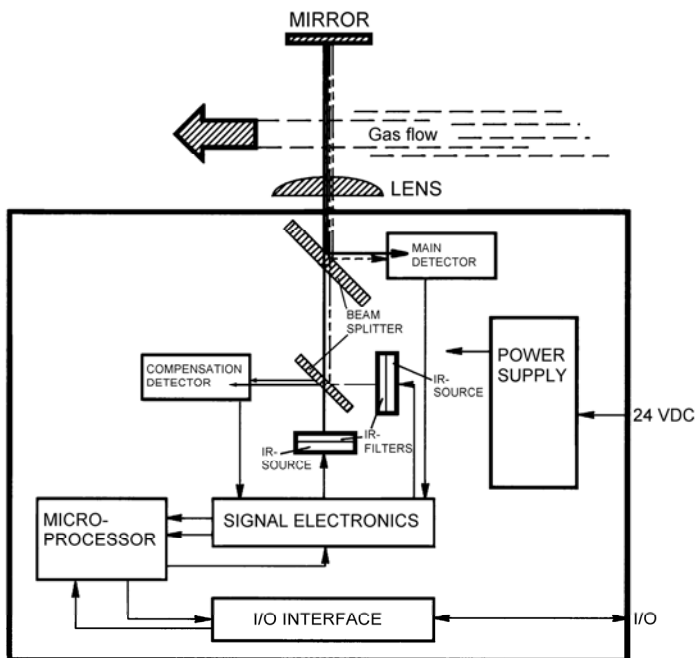 MIRROR
Gas flow
LENS
MAIN
DETECTOR
BEAM
SPLITTER
COMPENSATION
DETECTOR
IR-
SOURCE
POWER
SUPPLY
24 VDC
IR-
FILTERS
IR-
SOURCE
MICRO-
PROCESSOR
SIGNAL ELECTRONICS
I/O INTERFACE
I/O